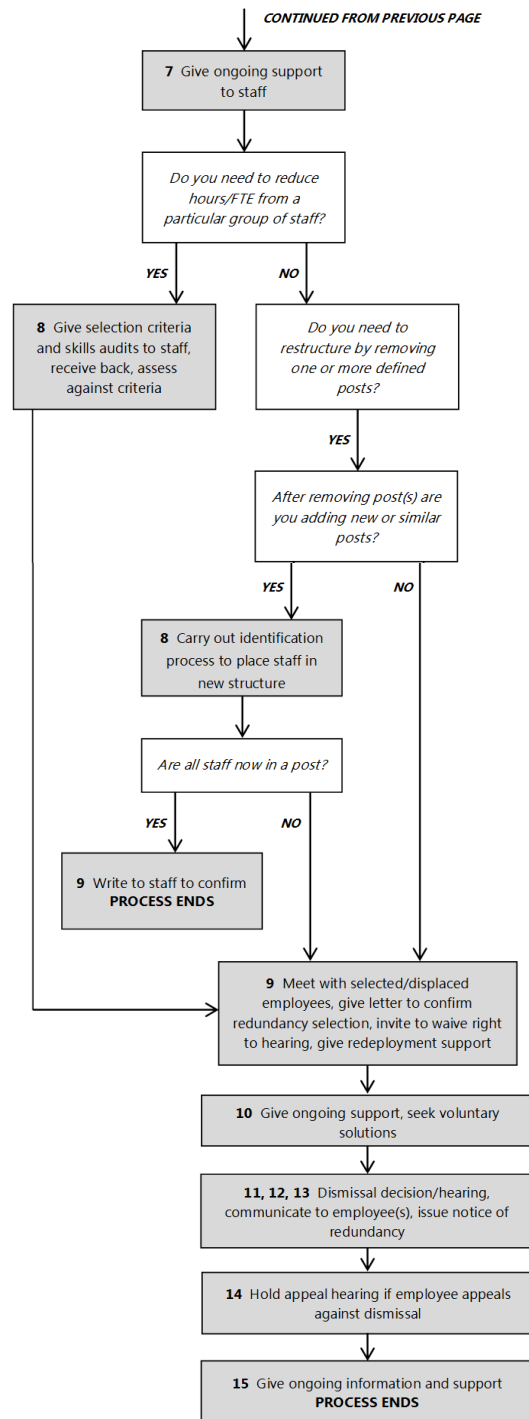 CONTINUED FROM PREVIOUS PAGE
7 Give ongoing support
to staff
Do you need to reduce
hours/FTE from a
particular group of staff?
YES
NO
8 Give selection criteria
and skills audits to staff,
receive back, assess
against criteria
Do you need to
restructure by removing
one or more defined
posts?
YES
After removing post(s) are
you adding new or similar
posts?
YES
NO
8 Carry out identification
process to place staff in
new structure
Are all staff now in a post?
YES
NO
9 Write to staff to confirm
PROCESS ENDS
9 Meet with selected/displaced
employees, give letter to confirm
redundancy selection, invite to waive right
to hearing, give redeployment support
10 Give ongoing support, seek voluntary
solutions
11, 12, 13 Dismissal decision/hearing,
communicate to employee(s), issue notice of
redundancy
14 Hold appeal hearing if employee appeals
against dismissal
15 Give ongoing information and support
PROCESS ENDS